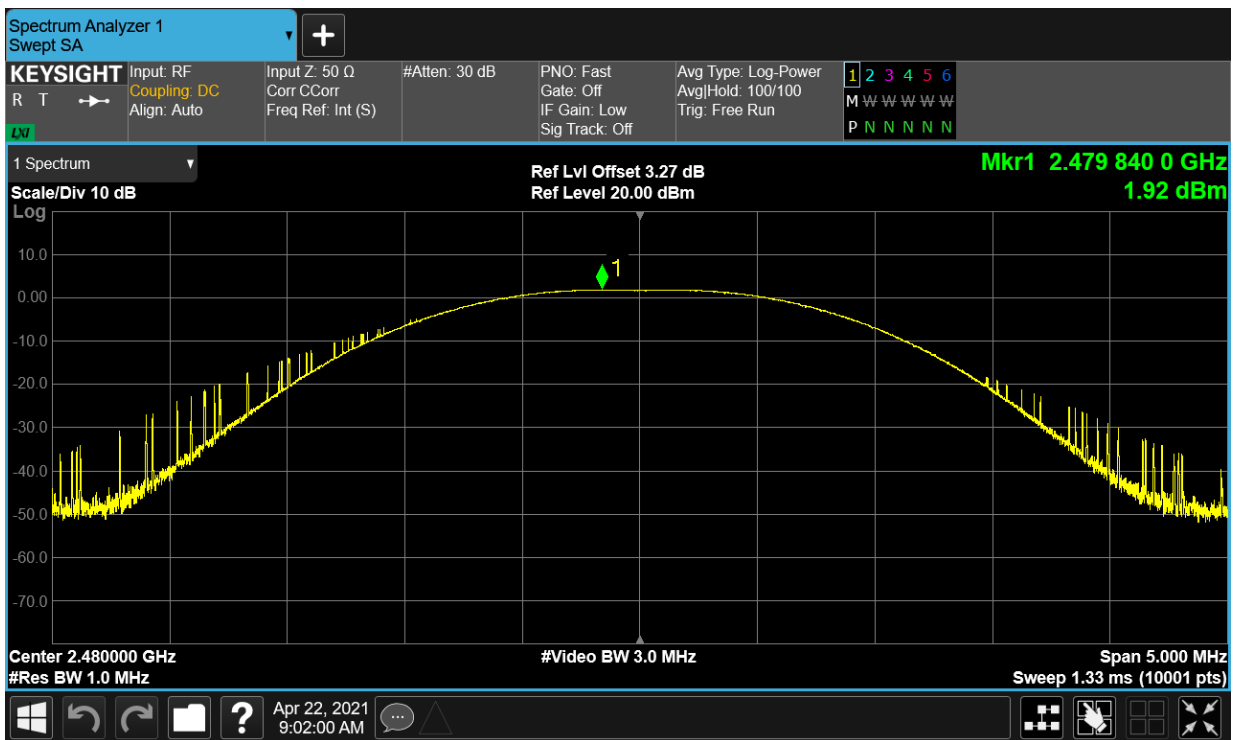 Spectrum Analyzer 1
Swept SA
+
KEYSIGHT
R T
LXI
Input: RF
Coupling: DC
Align: Auto
Input Z: 50 Ω
Corr CCorr
Freq Ref: Int (S)
#Atten: 30 dB
PNO: Fast
Gate: Off
IF Gain: Low
Sig Track: Off
Avg Type: Log-Power
Avg|Hold: 100/100
Trig: Free Run
1 2 3 4 5 6
M W W W W W
P N N N N N
1 Spectrum
Scale/Div 10 dB
Log
Ref Lvl Offset 3.27 dB
Ref Level 20.00 dBm
Mkr1 2.479 840 0 GHz
1.92 dBm
1
10.0
0.00
-10.0
-20.0
-30.0
-40.0
-50.0
-60.0
-70.0
Center 2.480000 GHz
#Res BW 1.0 MHz
#Video BW 3.0 MHz
Span 5.000 MHz
Sweep 1.33 ms (10001 pts)
?
Apr 22, 2021
9:02:00 AM